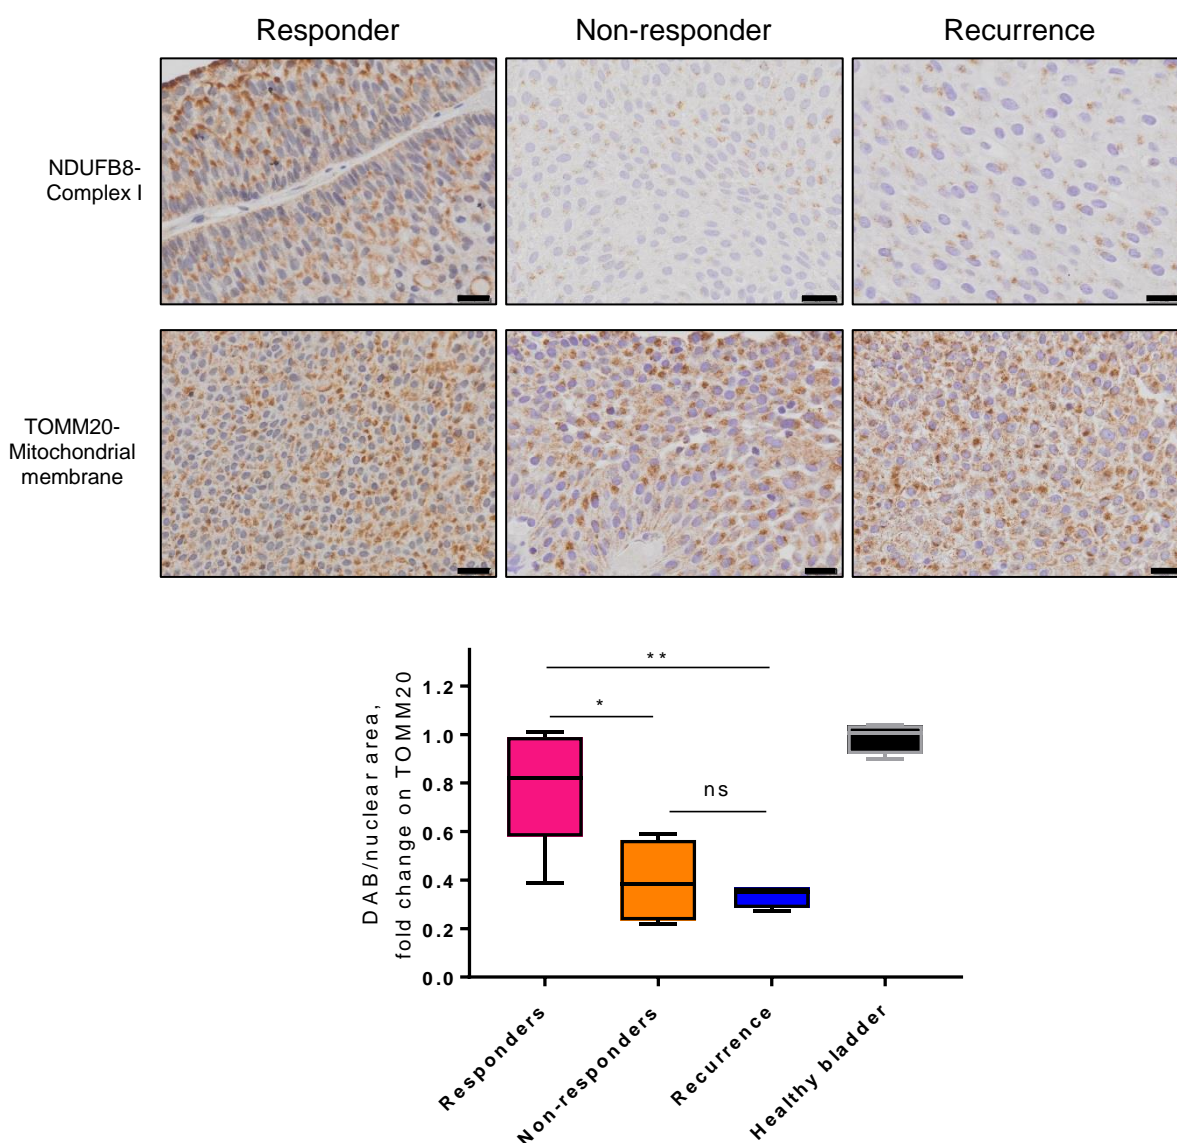 Responder
Non-responder
Recurrence
NDUFB8-
Complex I
TOMM20-
Mitochondrial
membrane
DAB/nuclear area,
fold change on TOMM20
1.2
1.0
0.8
0.6
0.4
0.2
0.0
**
*
ns
Responders
Non-responders
Recurrence
Healthy bladder